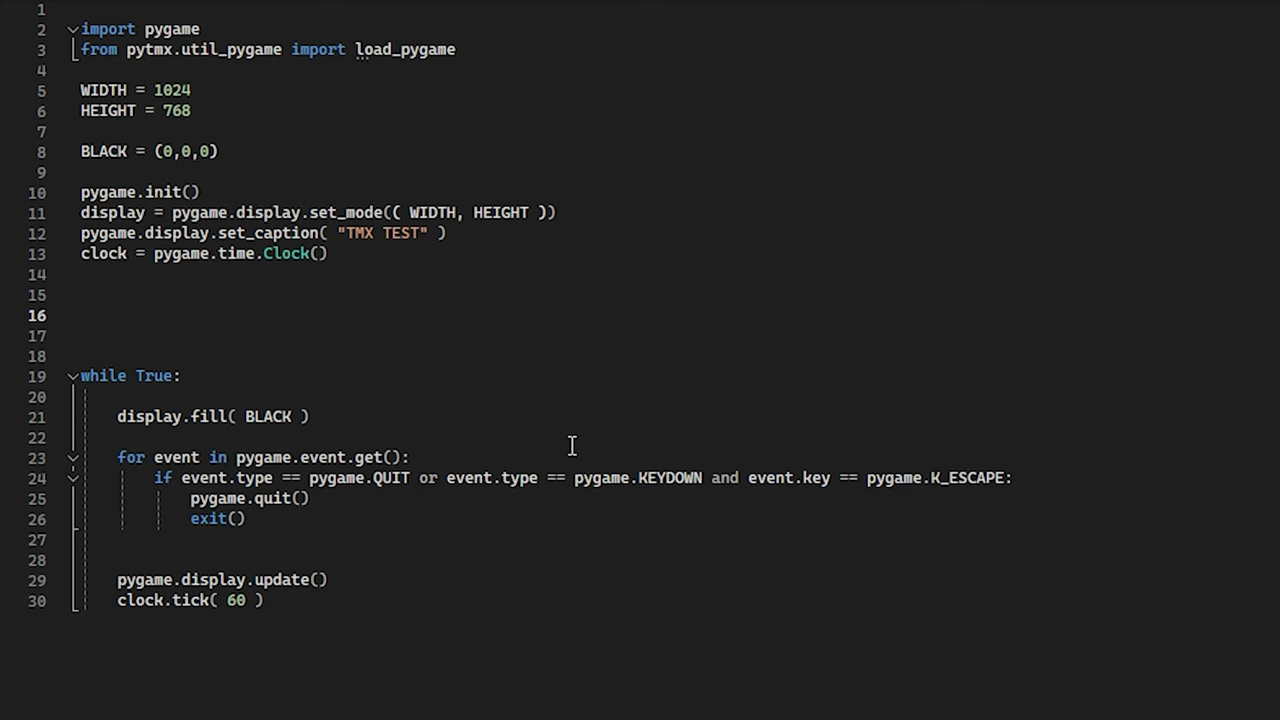 1
2 import pygame
3 from pytmx.util_pygame import load_pygame
4
5 WIDTH = 1024
6 HEIGHT = 768
7
8 BLACK = (0,0,0)
9
10 pygame.init()
11 display = pygame.display.set_mode(( WIDTH, HEIGHT ))
12 pygame.display.set_caption( "TMX TEST" )
13 clock = pygame.time.Clock()
14
15
16
17
18
19 while True:
20
21 display.fill( BLACK )
22
23 for event in pygame.event.get():
24 if event.type == pygame.QUIT or event.type == pygame.KEYDOWN and event.key == pygame.K_ESCAPE:
25 pygame.quit()
26 exit()
27
28
29 pygame.display.update()
30 clock.tick( 60 )